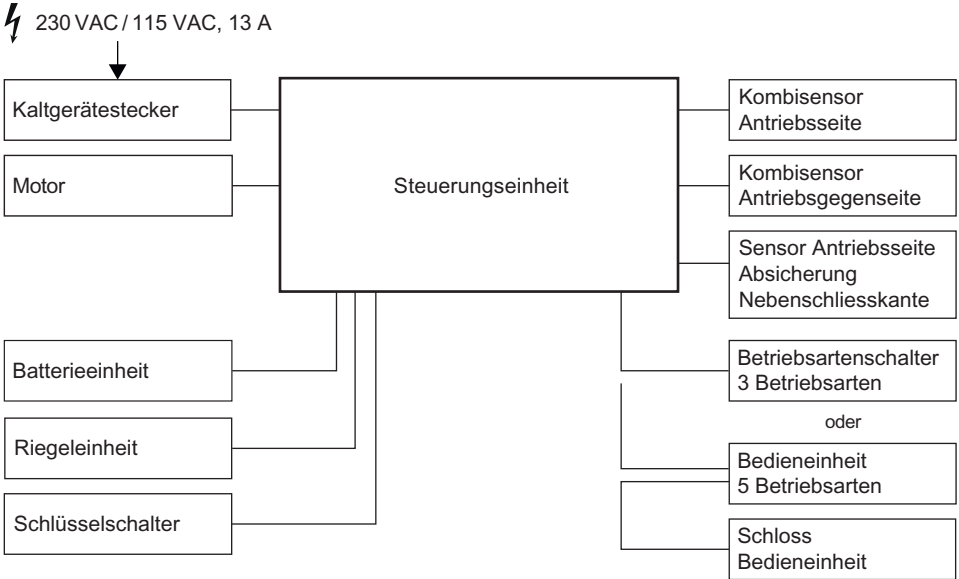 230 VAC / 115 VAC, 13 A
Kaltgerätestecker
Motor
Steuerungseinheit
Kombisensor
Antriebsseite
Kombisensor
Antriebsgegenseite
Sensor Antriebsseite
Absicherung
Nebenschliesskante
Batterieeinheit
Riegeleinheit
Schlüsselschalter
Betriebsartenschalter
3 Betriebsarten
oder
Bedieneinheit
5 Betriebsarten
Schloss
Bedieneinheit